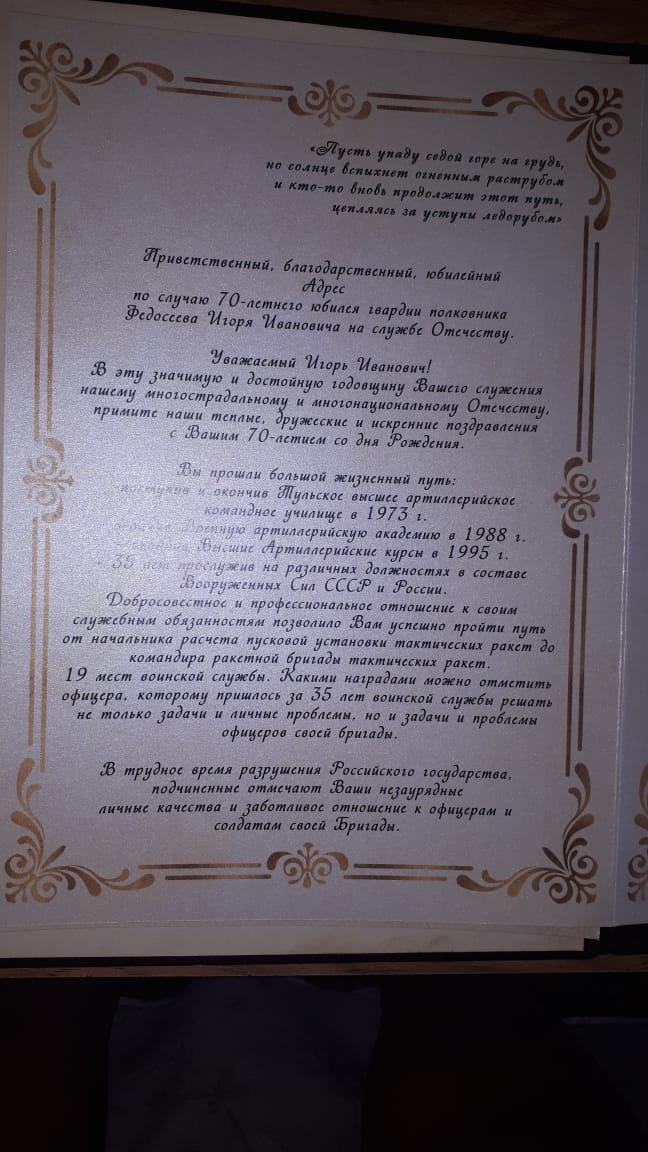 «Пусть упаду седой горе на грудь,
но солнце вспыхнет огненным раструбом
и кто-то вновь продолжит этот путь,
цепляясь за уступы ледорубом»
Приветственный, благодарственный, юбилейный
Адрес
по случаю 70-летнего юбилея гвардии полковника
Федосеева Игоря Ивановича на службе Отечеству.
Уважаемый Игорь Иванович!
В эту значимую и достойную годовщину Вашего служения
нашему многострадальному и многонациональному Отечеству,
примите наши теплые, дружеские и искренние поздравления
с Вашим 70-летием со дня Рождения.
Вы прошли большой жизненный путь:
поступив и окончив Тульское высшее артиллерийское
командное училище в 1973 г.
Военную артиллерийскую академию в 1988 г.
Высшие Артиллерийские курсы в 1995 г.
- 35 лет прослужив на различных должностях в составе
Вооруженных Сил СССР и России.
Добросовестное и профессиональное отношение к своим
служебным обязанностям позволило Вам успешно пройти путь
от начальника расчета пусковой установки тактических ракет до
командира ракетной бригады тактических ракет.
19 мест воинской службы. Какими наградами можно отметить
офицера, которому пришлось за 35 лет воинской службы решать
не только задачи и личные проблемы, но и задачи и проблемы
офицеров своей бригады.
В трудное время разрушения Российского государства,
подчиненные отмечают Ваши незаурядные
личные качества и заботливое отношение к офицерам и
солдатам своей Бригады.